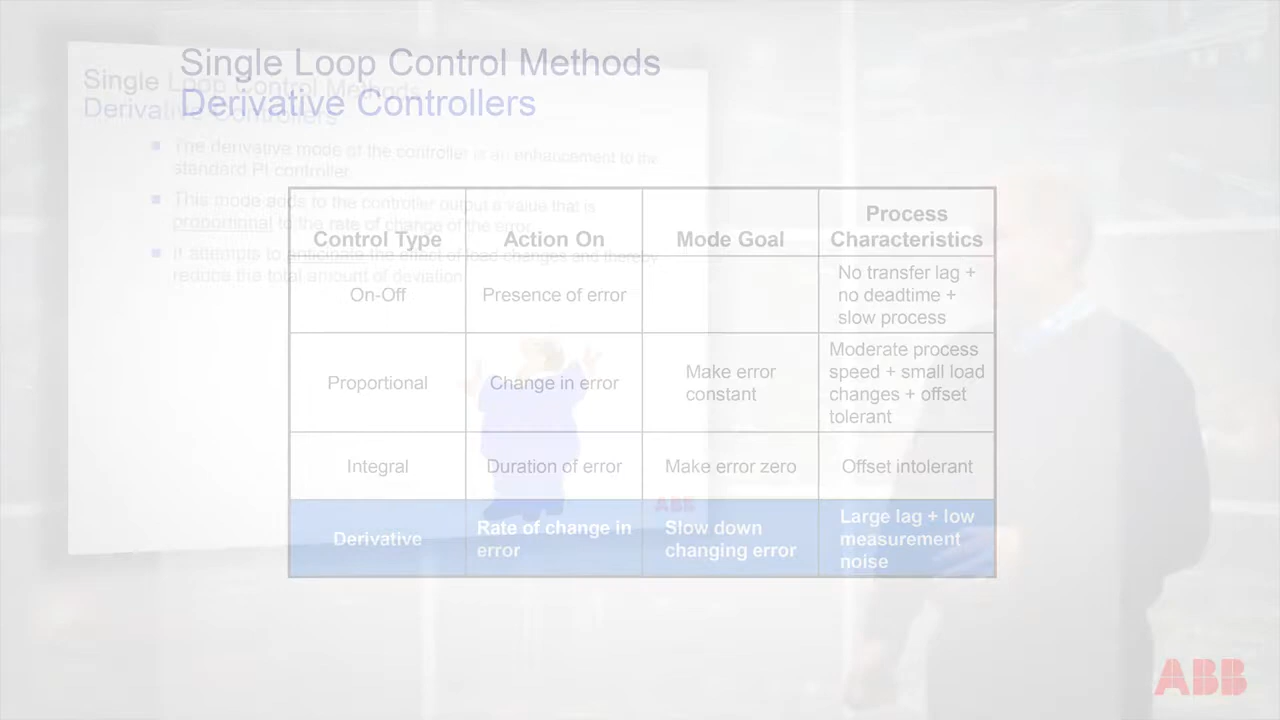 Single Loop Control Methods
Derivative Controllers
Single Loop Control Methods
Derivative Controllers
The derivative mode of the controller is an enhancement to the
standard PI controller.
This mode adds to the controller output a value that is
proportional to the rate of change of the error.
It attempts to anticipate the effect of load changes and thereby
reduce the total amount of deviation.
Control Type
Action On
Mode Goal
Process
Characteristics
On-Off
Presence of error
No transfer lag +
no deadtime +
slow process
Proportional
Change in error
Make error
constant
Moderate process
speed + small load
changes + offset
tolerant
Integral
Duration of error
Make error zero
Offset intolerant
Derivative
Rate of change in
error
Slow down
changing error
Large lag + low
measurement
noise
ABB
ABB